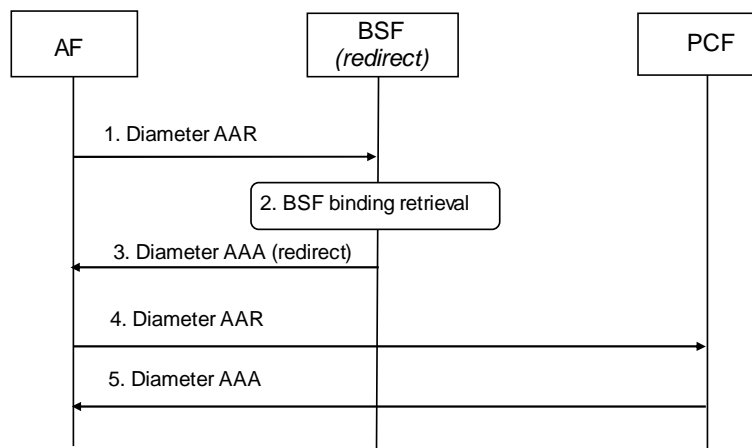 AF
BSF
(redirect)
PCF
1. Diameter AAR
2. BSF binding retrieval
3. Diameter AAA (redirect)
4. Diameter AAR
5. Diameter AAA